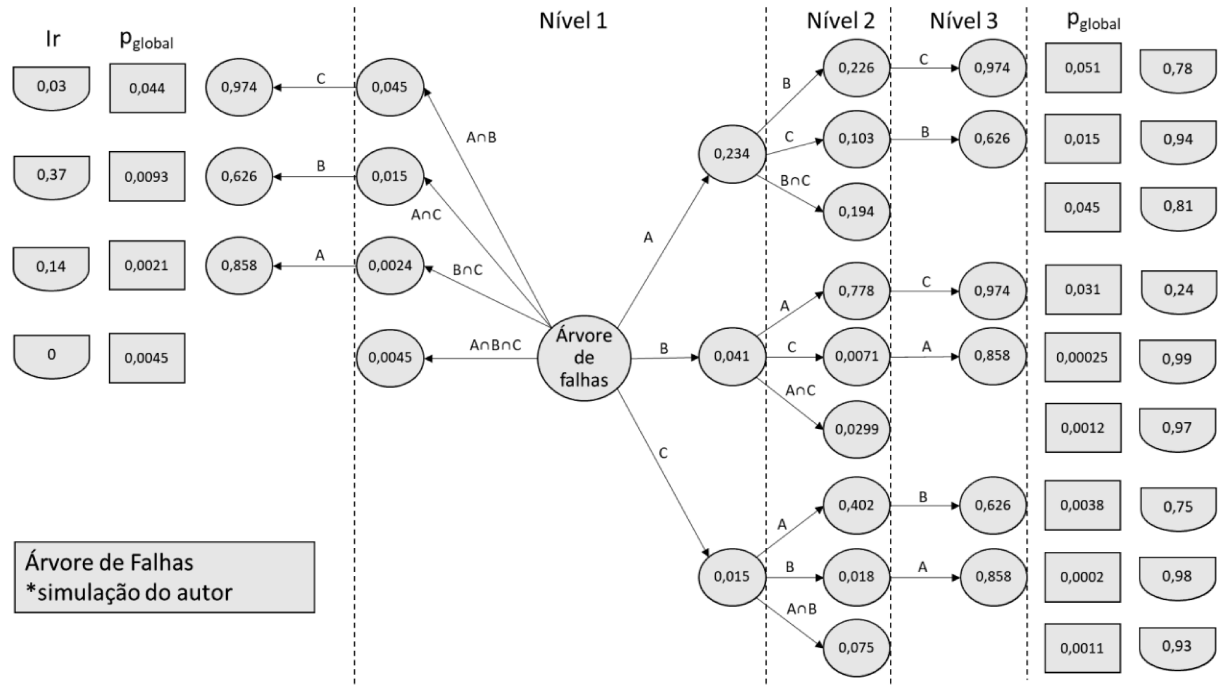 Nível 1
Nível 2
Nível 3
Ir
pglobal
pglobal
0,03
0,044
0,974
C
0,045
A∩B
0,37
0,0093
0,626
B
0,015
A∩C
0,14
0,0021
0,858
A
0,0024
B∩C
0
0,0045
0,0045
A∩B∩C
Árvore
de
falhas
A
0,234
B
0,226
C
0,974
0,051
0,78
C
0,103
B
0,626
0,015
0,94
B∩C
0,194
0,045
0,81
B
0,041
A
0,778
C
0,974
0,031
0,24
C
0,0071
A
0,858
0,00025
0,99
A∩C
0,0299
0,0012
0,97
C
0,015
A
0,402
B
0,626
0,0038
0,75
B
0,018
A
0,858
0,0002
0,98
A∩B
0,075
0,0011
0,93
Árvore de Falhas
*simulação do autor